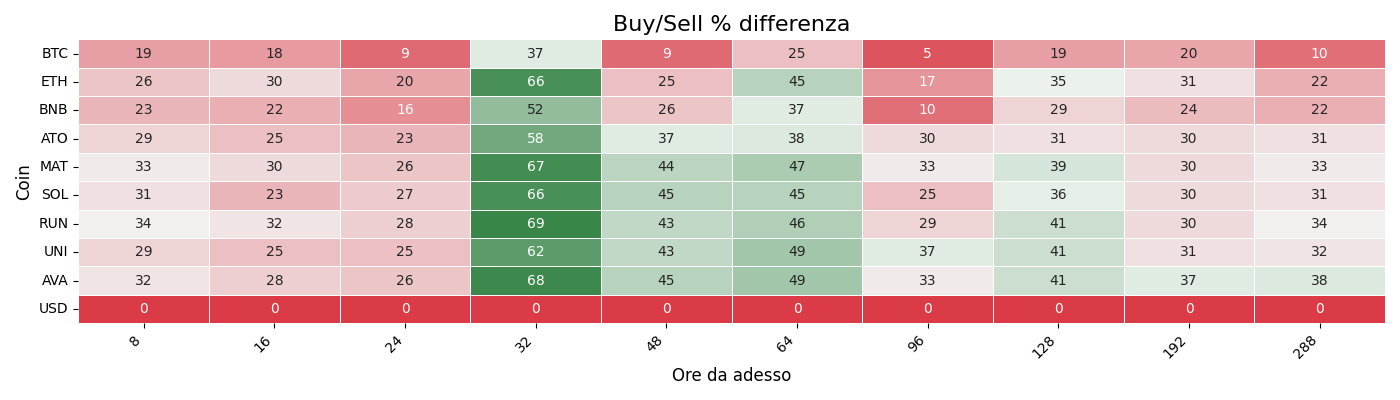 Buy/Sell % differenza
Coin
BTC 19 18 9 37 9 25 5 19 20 10
ETH 26 30 20 66 25 45 17 35 31 22
BNB 23 22 16 52 26 37 10 29 24 22
ATO 29 25 23 58 37 38 30 31 30 31
MAT 33 30 26 67 44 47 33 39 30 33
SOL 31 23 27 66 45 45 25 36 30 31
RUN 34 32 28 69 43 46 29 41 30 34
UNI 29 25 25 62 43 49 37 41 31 32
AVA 32 28 26 68 45 49 33 41 37 38
USD 0 0 0 0 0 0 0 0 0 0
8 16 24 32 48 64 96 128 192 288
Ore da adesso